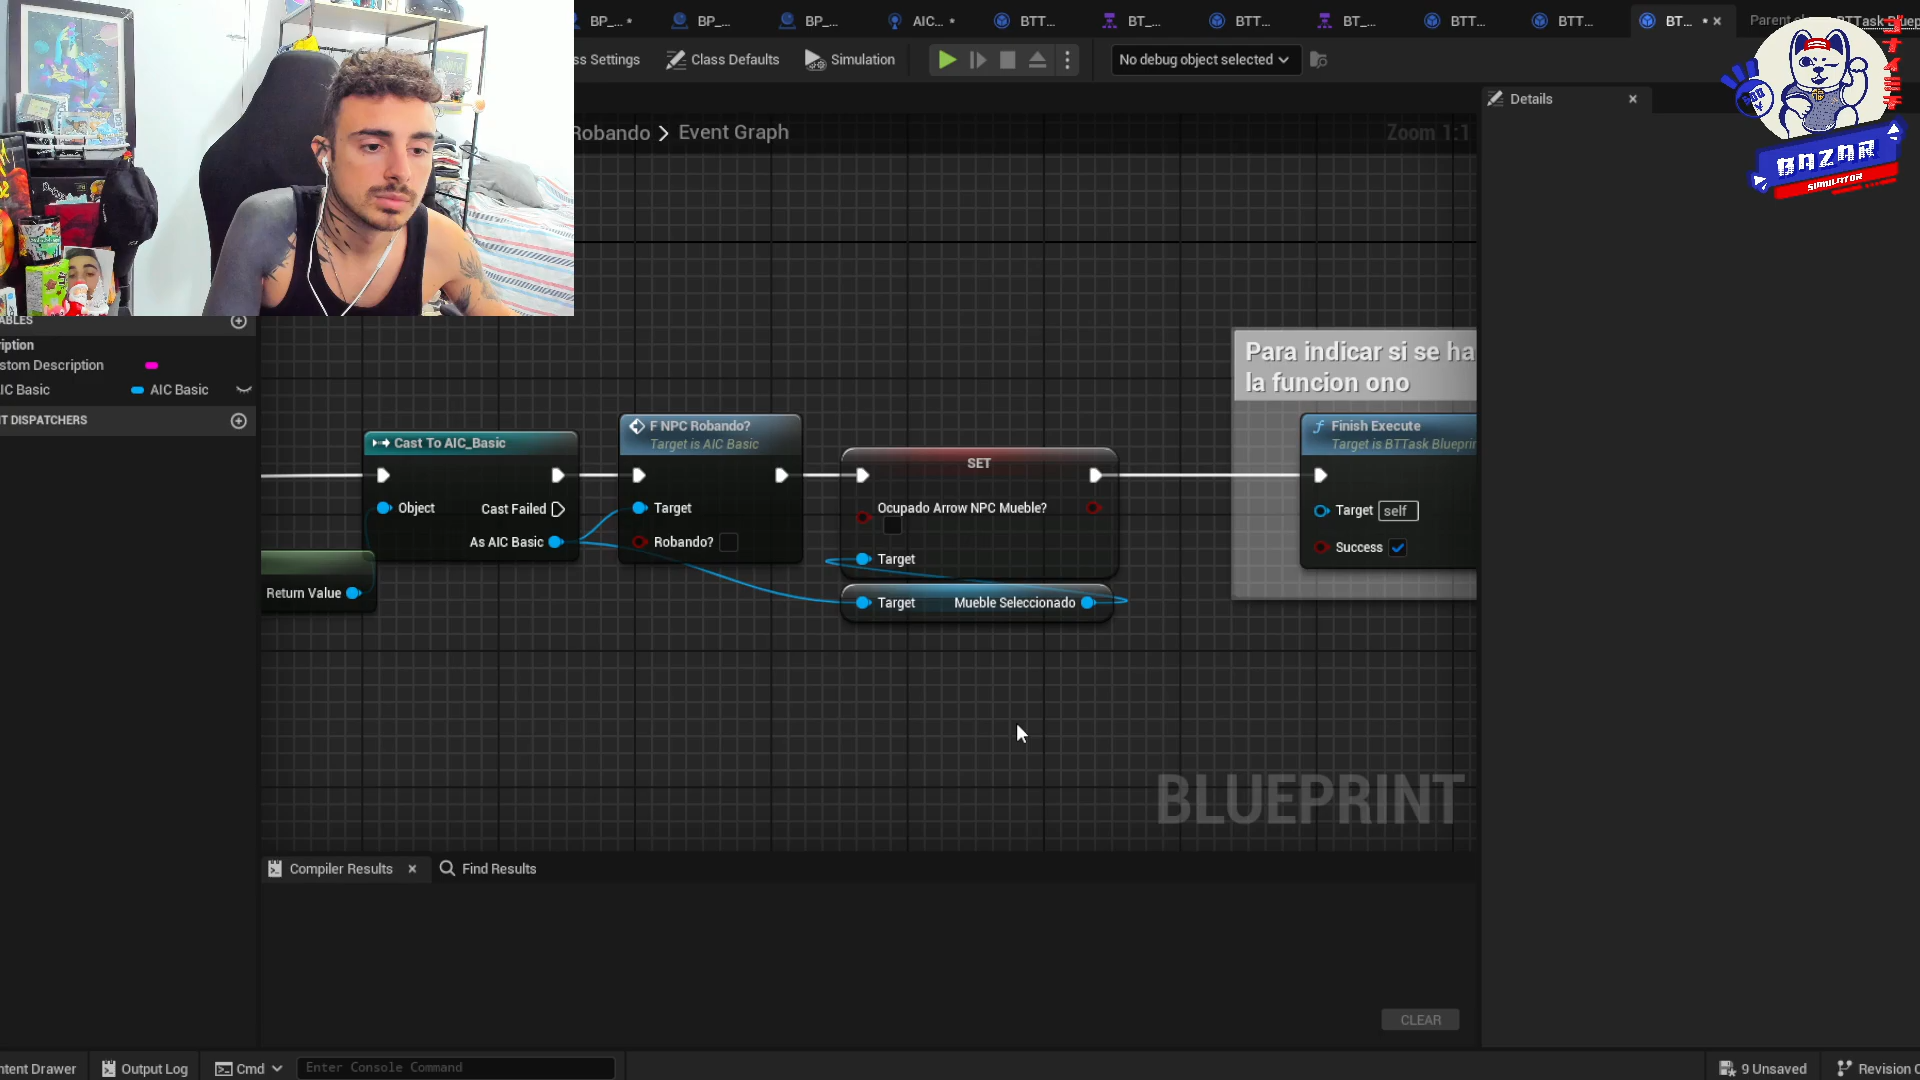 BP_... *
BP_...
BP_...
AIC... *
BTT...
BT_...
BTT...
BT_...
BTT...
BTT...
BT... *
ss Settings
Class Defaults
Simulation
No debug object selected
Details
BAZAR
SIMULATOR
Robando > Event Graph
Zoom 1:1
ABLES
ription
stom Description
IC Basic
AIC Basic
T DISPATCHERS
Para indicar si se ha
la funcion ono
Cast To AIC_Basic
Object
Cast Failed
As AIC Basic
Return Value
F NPC Robando?
Target is AIC Basic
Target
Robando?
SET
Ocupado Arrow NPC Mueble?
Target
Target
Mueble Seleccionado
Finish Execute
Target is BTTask Blueprin
Target self
Success
BLUEPRINT
Compiler Results
Find Results
CLEAR
ntent Drawer
Output Log
Cmd
Enter Console Command
9 Unsaved
Revision C